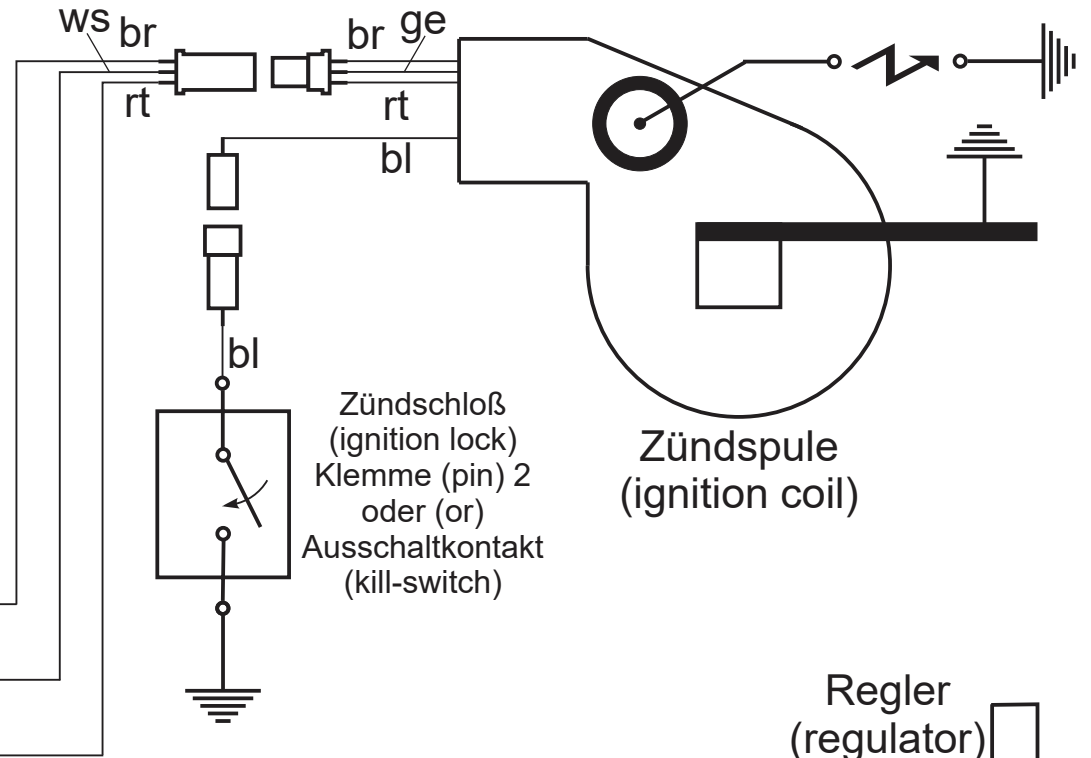 ws
br
br
ge
rt
rt
bl
bl
Zündschloß
(ignition lock)
Klemme (pin) 2
oder (or)
Ausschaltkontakt
(kill-switch)
Zündspule
(ignition coil)
Regler
(regulator)